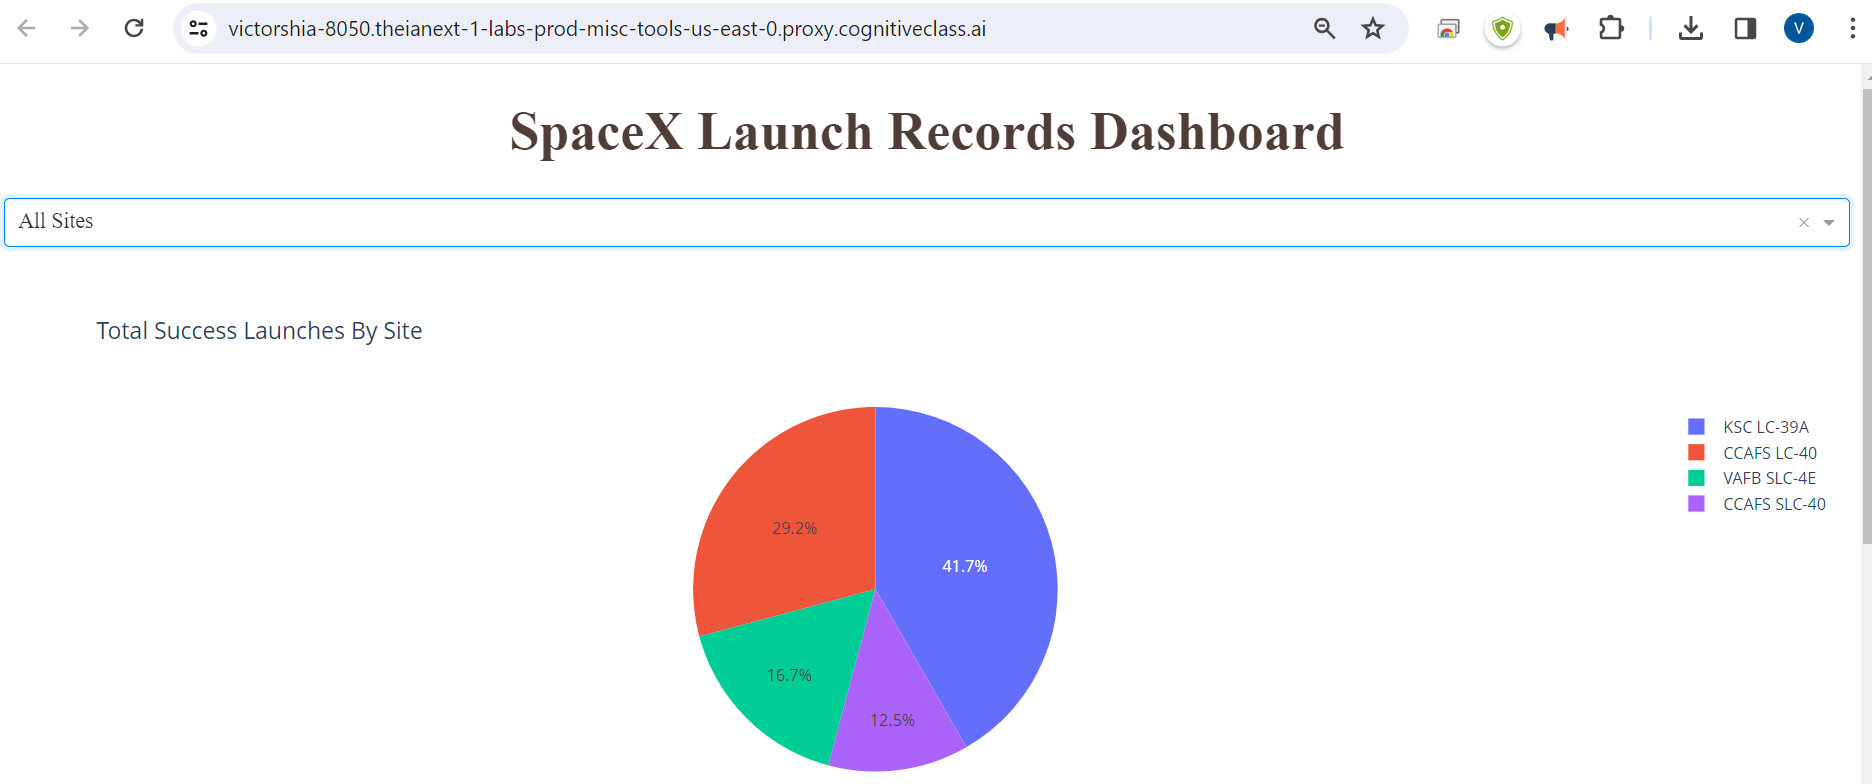 victorshia-8050.theianext-1-labs-prod-misc-tools-us-east-0.proxy.cognitiveclass.ai
V
SpaceX Launch Records Dashboard
All Sites
Total Success Launches By Site
KSC LC-39A
CCAFS LC-40
VAFB SLC-4E
CCAFS SLC-40
29.2%
41.7%
16.7%
12.5%